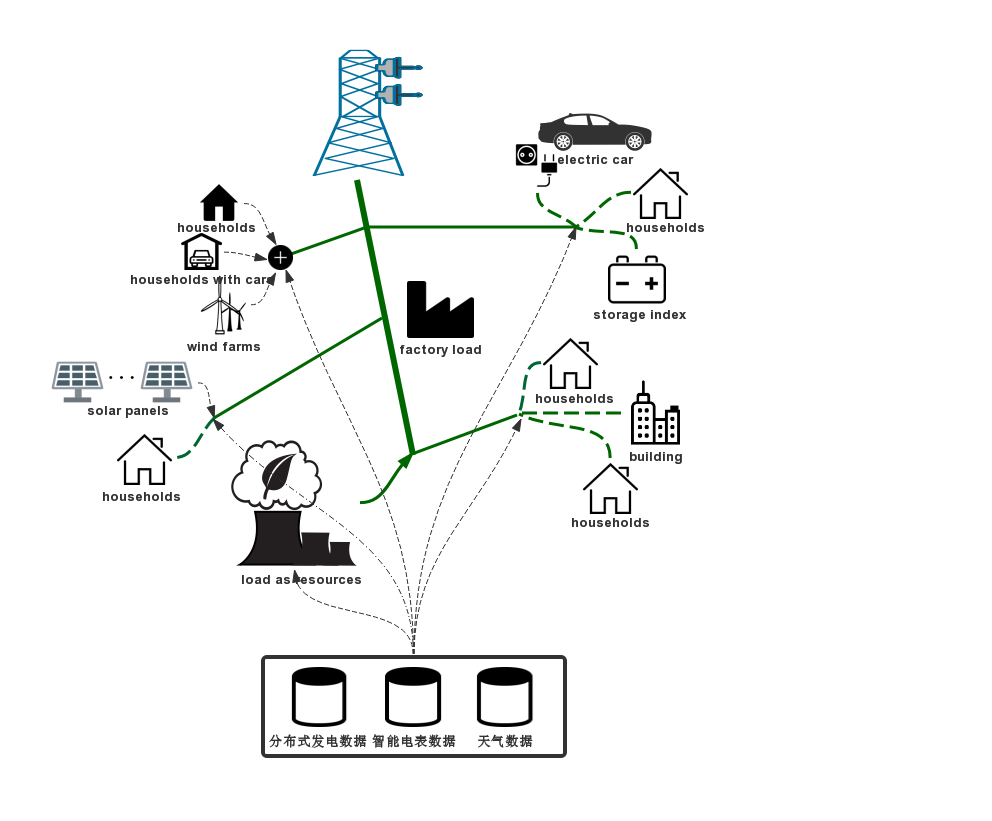 electric car
households
households
households with cars
storage index
wind farms
factory load
households
solar panels
building
households
households
load as resources
分布式发电数据
智能电表数据
天气数据